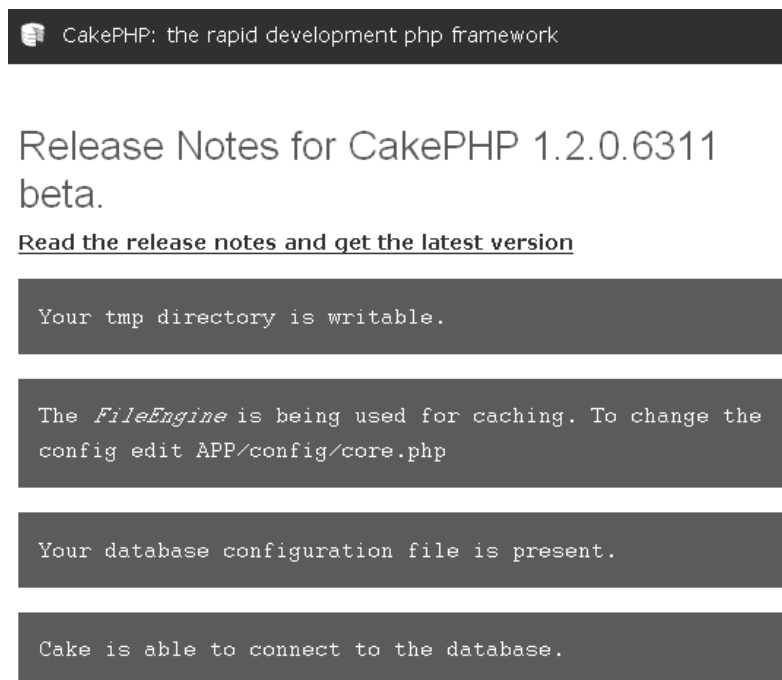 CakePHP: the rapid development php framework
Release Notes for CakePHP 1.2.0.6311
beta.
Read the release notes and get the latest version
Your tmp directory is writable.
The FileEngine is being used for caching. To change the
config edit APP/config/core.php
Your database configuration file is present.
Cake is able to connect to the database.